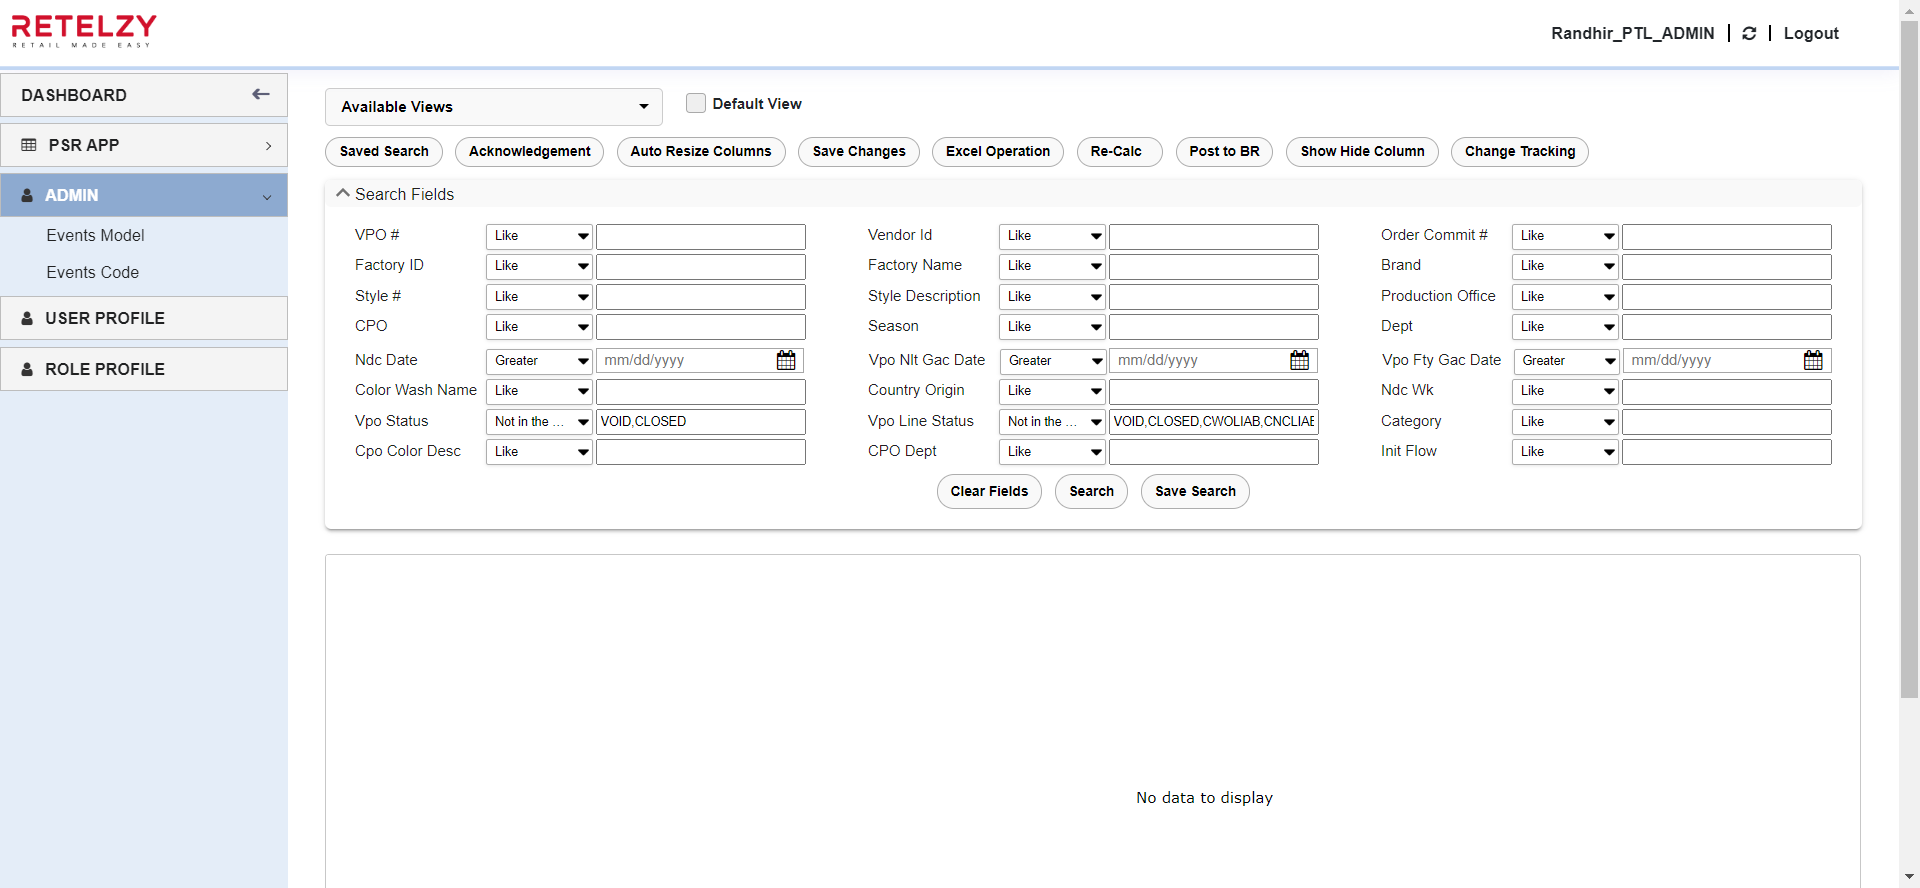 RETELZY
RETAIL MADE EASY
Randhir_PTL_ADMIN Logout
DASHBOARD
PSR APP
ADMIN
Events Model
Events Code
USER PROFILE
ROLE PROFILE
Available Views Default View
Saved Search Acknowledgement Auto Resize Columns Save Changes Excel Operation Re-Calc Post to BR Show Hide Column Change Tracking
Search Fields
VPO # Like Vendor Id Like Order Commit # Like
Factory ID Like Factory Name Like Brand Like
Style # Like Style Description Like Production Office Like
CPO Like Season Like Dept Like
Ndc Date Greater mm/dd/yyyy Vpo Nlt Gac Date Greater mm/dd/yyyy Vpo Fty Gac Date Greater mm/dd/yyyy
Color Wash Name Like Country Origin Like Ndc Wk Like
Vpo Status Not in the ... VOID,CLOSED Vpo Line Status Not in the ... VOID,CLOSED,CWOLIAB,CNCLIAB Category Like
Cpo Color Desc Like CPO Dept Like Init Flow Like
Clear Fields Search Save Search
No data to display